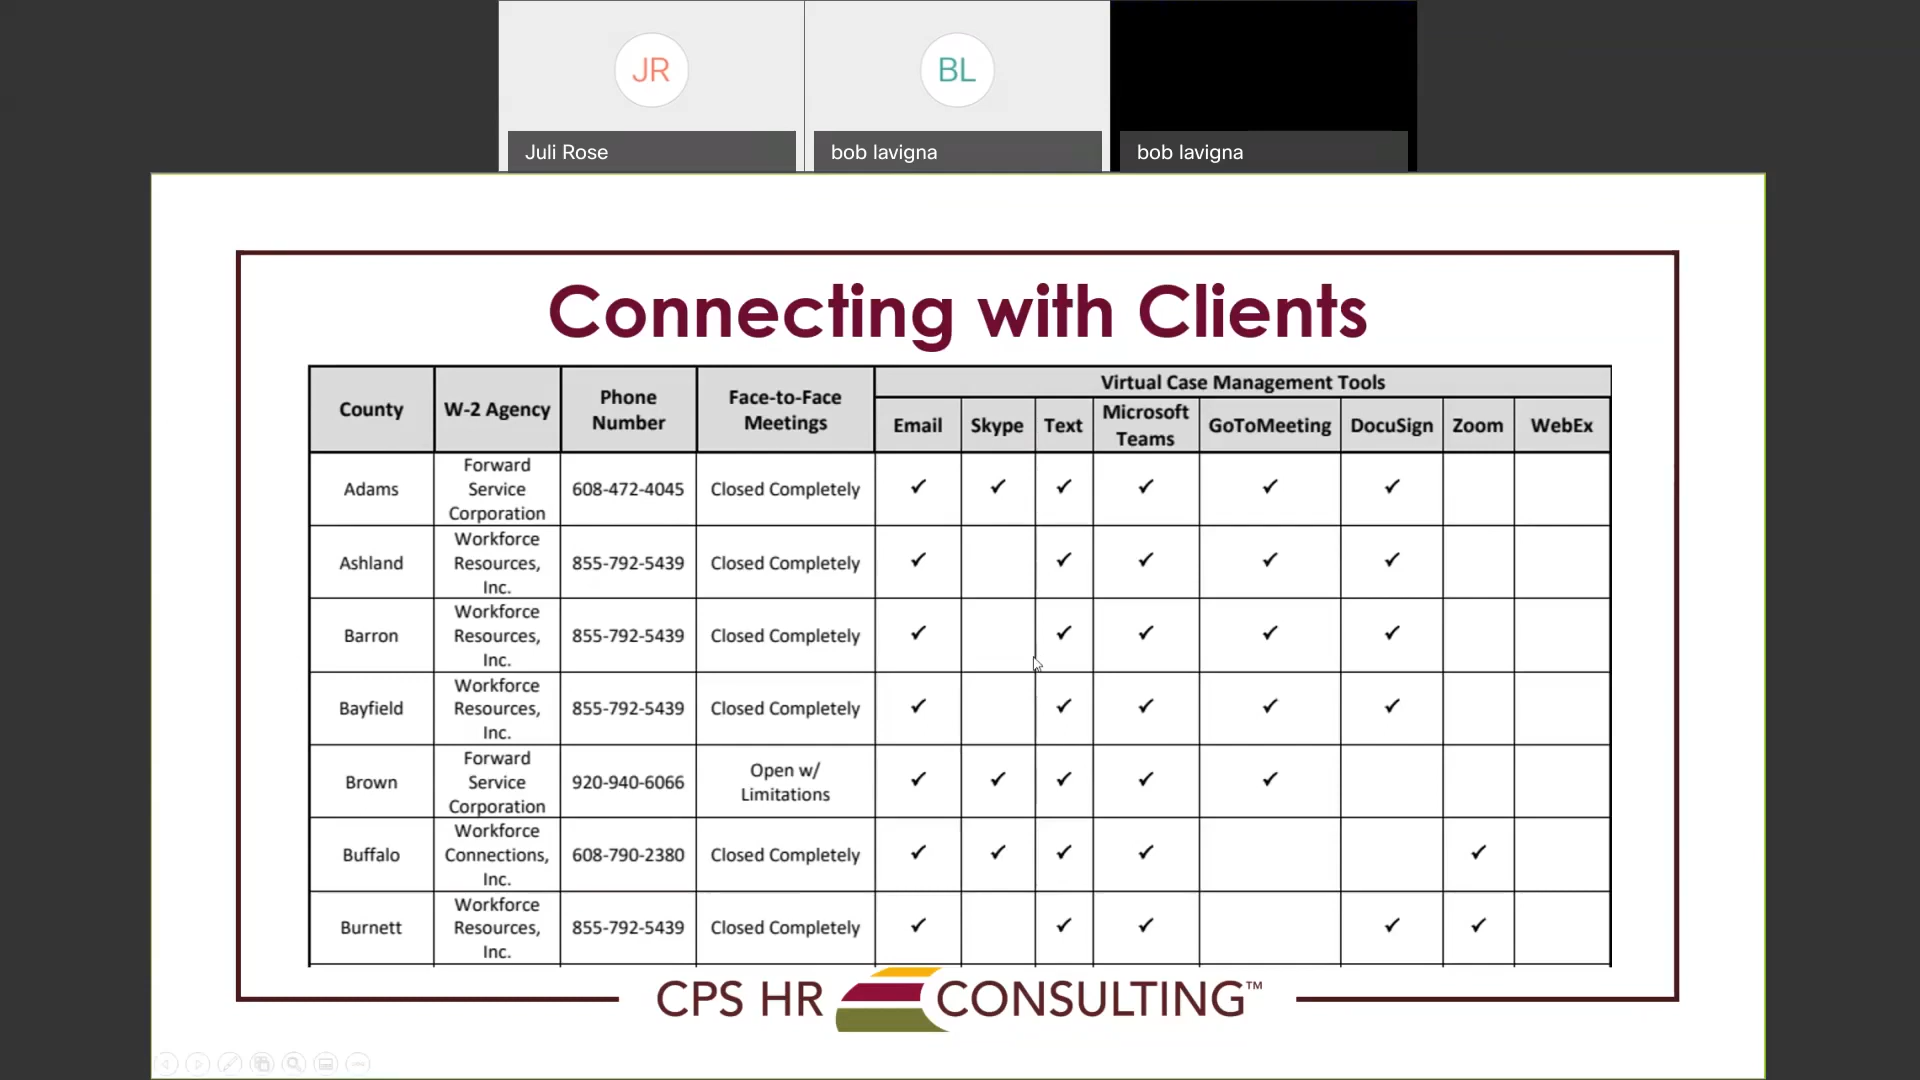 JR
BL
Juli Rose
bob lavigna
bob lavigna
Connecting with Clients
County
W-2 Agency
Phone
Number
Face-to-Face
Meetings
Virtual Case Management Tools
Email
Skype
Text
Microsoft
Teams
GoToMeeting
DocuSign
Zoom
WebEx
Adams
Forward
Service
Corporation
608-472-4045
Closed Completely
✓ ✓ ✓ ✓ ✓ ✓
Ashland
Workforce
Resources,
Inc.
855-792-5439
Closed Completely
✓ ✓ ✓ ✓ ✓
Barron
Workforce
Resources,
Inc.
855-792-5439
Closed Completely
✓ ✓ ✓ ✓ ✓
Bayfield
Workforce
Resources,
Inc.
855-792-5439
Closed Completely
✓ ✓ ✓ ✓ ✓
Brown
Forward
Service
Corporation
920-940-6066
Open w/
Limitations
✓ ✓ ✓ ✓ ✓
Buffalo
Workforce
Connections,
Inc.
608-790-2380
Closed Completely
✓ ✓ ✓ ✓ ✓
Burnett
Workforce
Resources,
Inc.
855-792-5439
Closed Completely
✓ ✓ ✓ ✓ ✓
CPS HR CONSULTING™